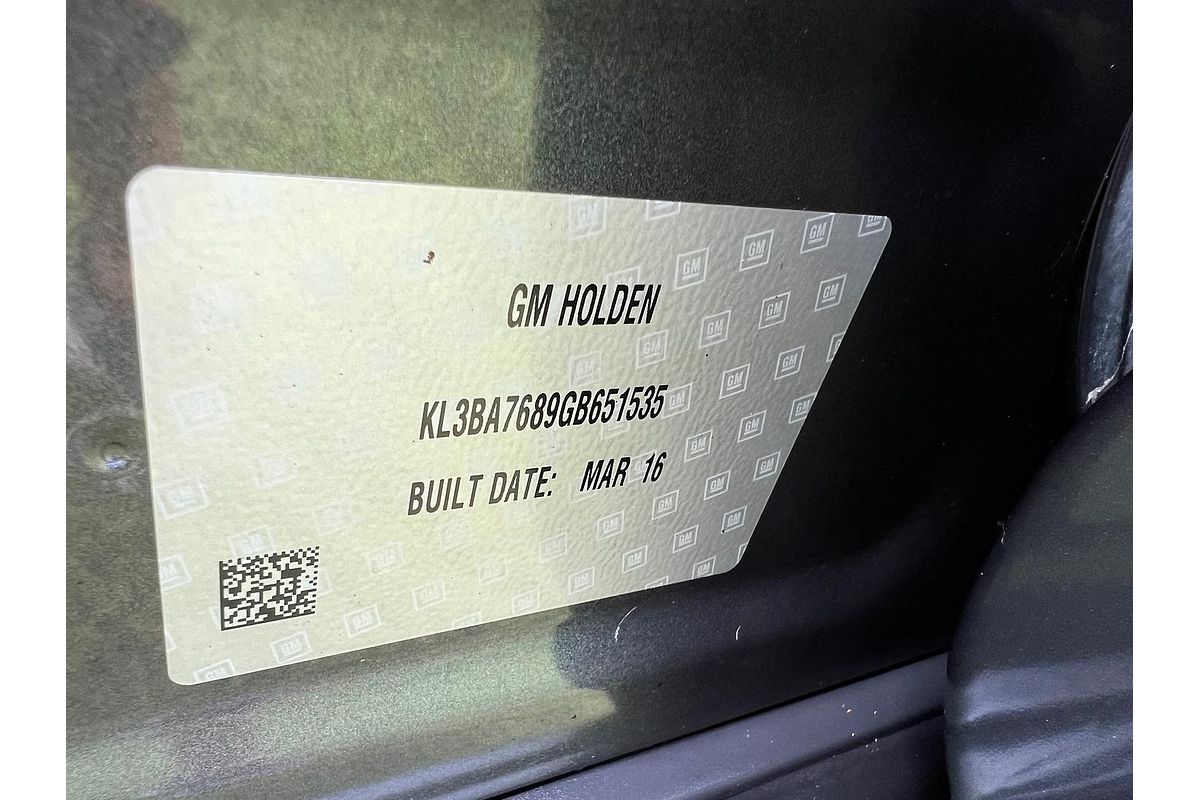 GM HOLDEN
KL3BA7689GB651535
BUILT DATE: MAR 16